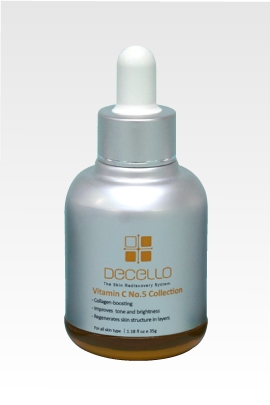 Decello
The Skin Rediscovery System
Vitamin C No.5 Collection
- Collagen-boosting
- Improves tone and brightness
- Regenerates skin structure in layers
For all skin type | 1.18 fl oz e 35g